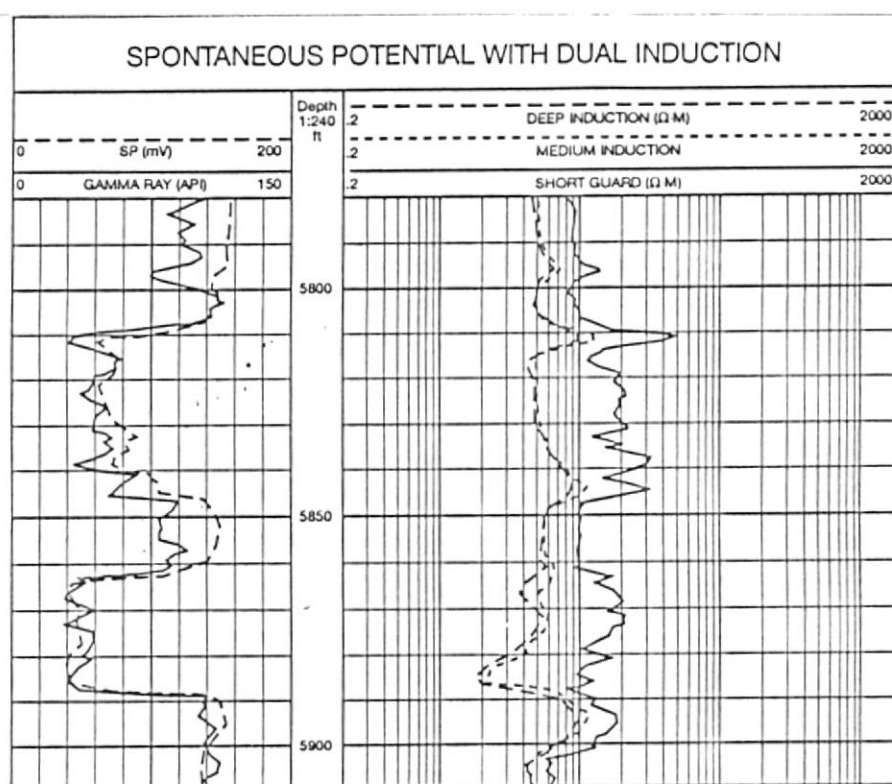 SPONTANEOUS POTENTIAL WITH DUAL INDUCTION
Depth
1:240
ft
.2 DEEP INDUCTION (Ω·M) 2000
0 SP (mV) 200
.2 MEDIUM INDUCTION 2000
0 GAMMA RAY (API) 150
.2 SHORT GUARD (Ω·M) 2000
5800
5850
5900